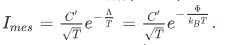 I_{mes} = \frac{C'}{\sqrt{T}} e^{-\frac{\Lambda}{T}} = \frac{C'}{\sqrt{T}} e^{-\frac{\Phi}{k_B T}}.